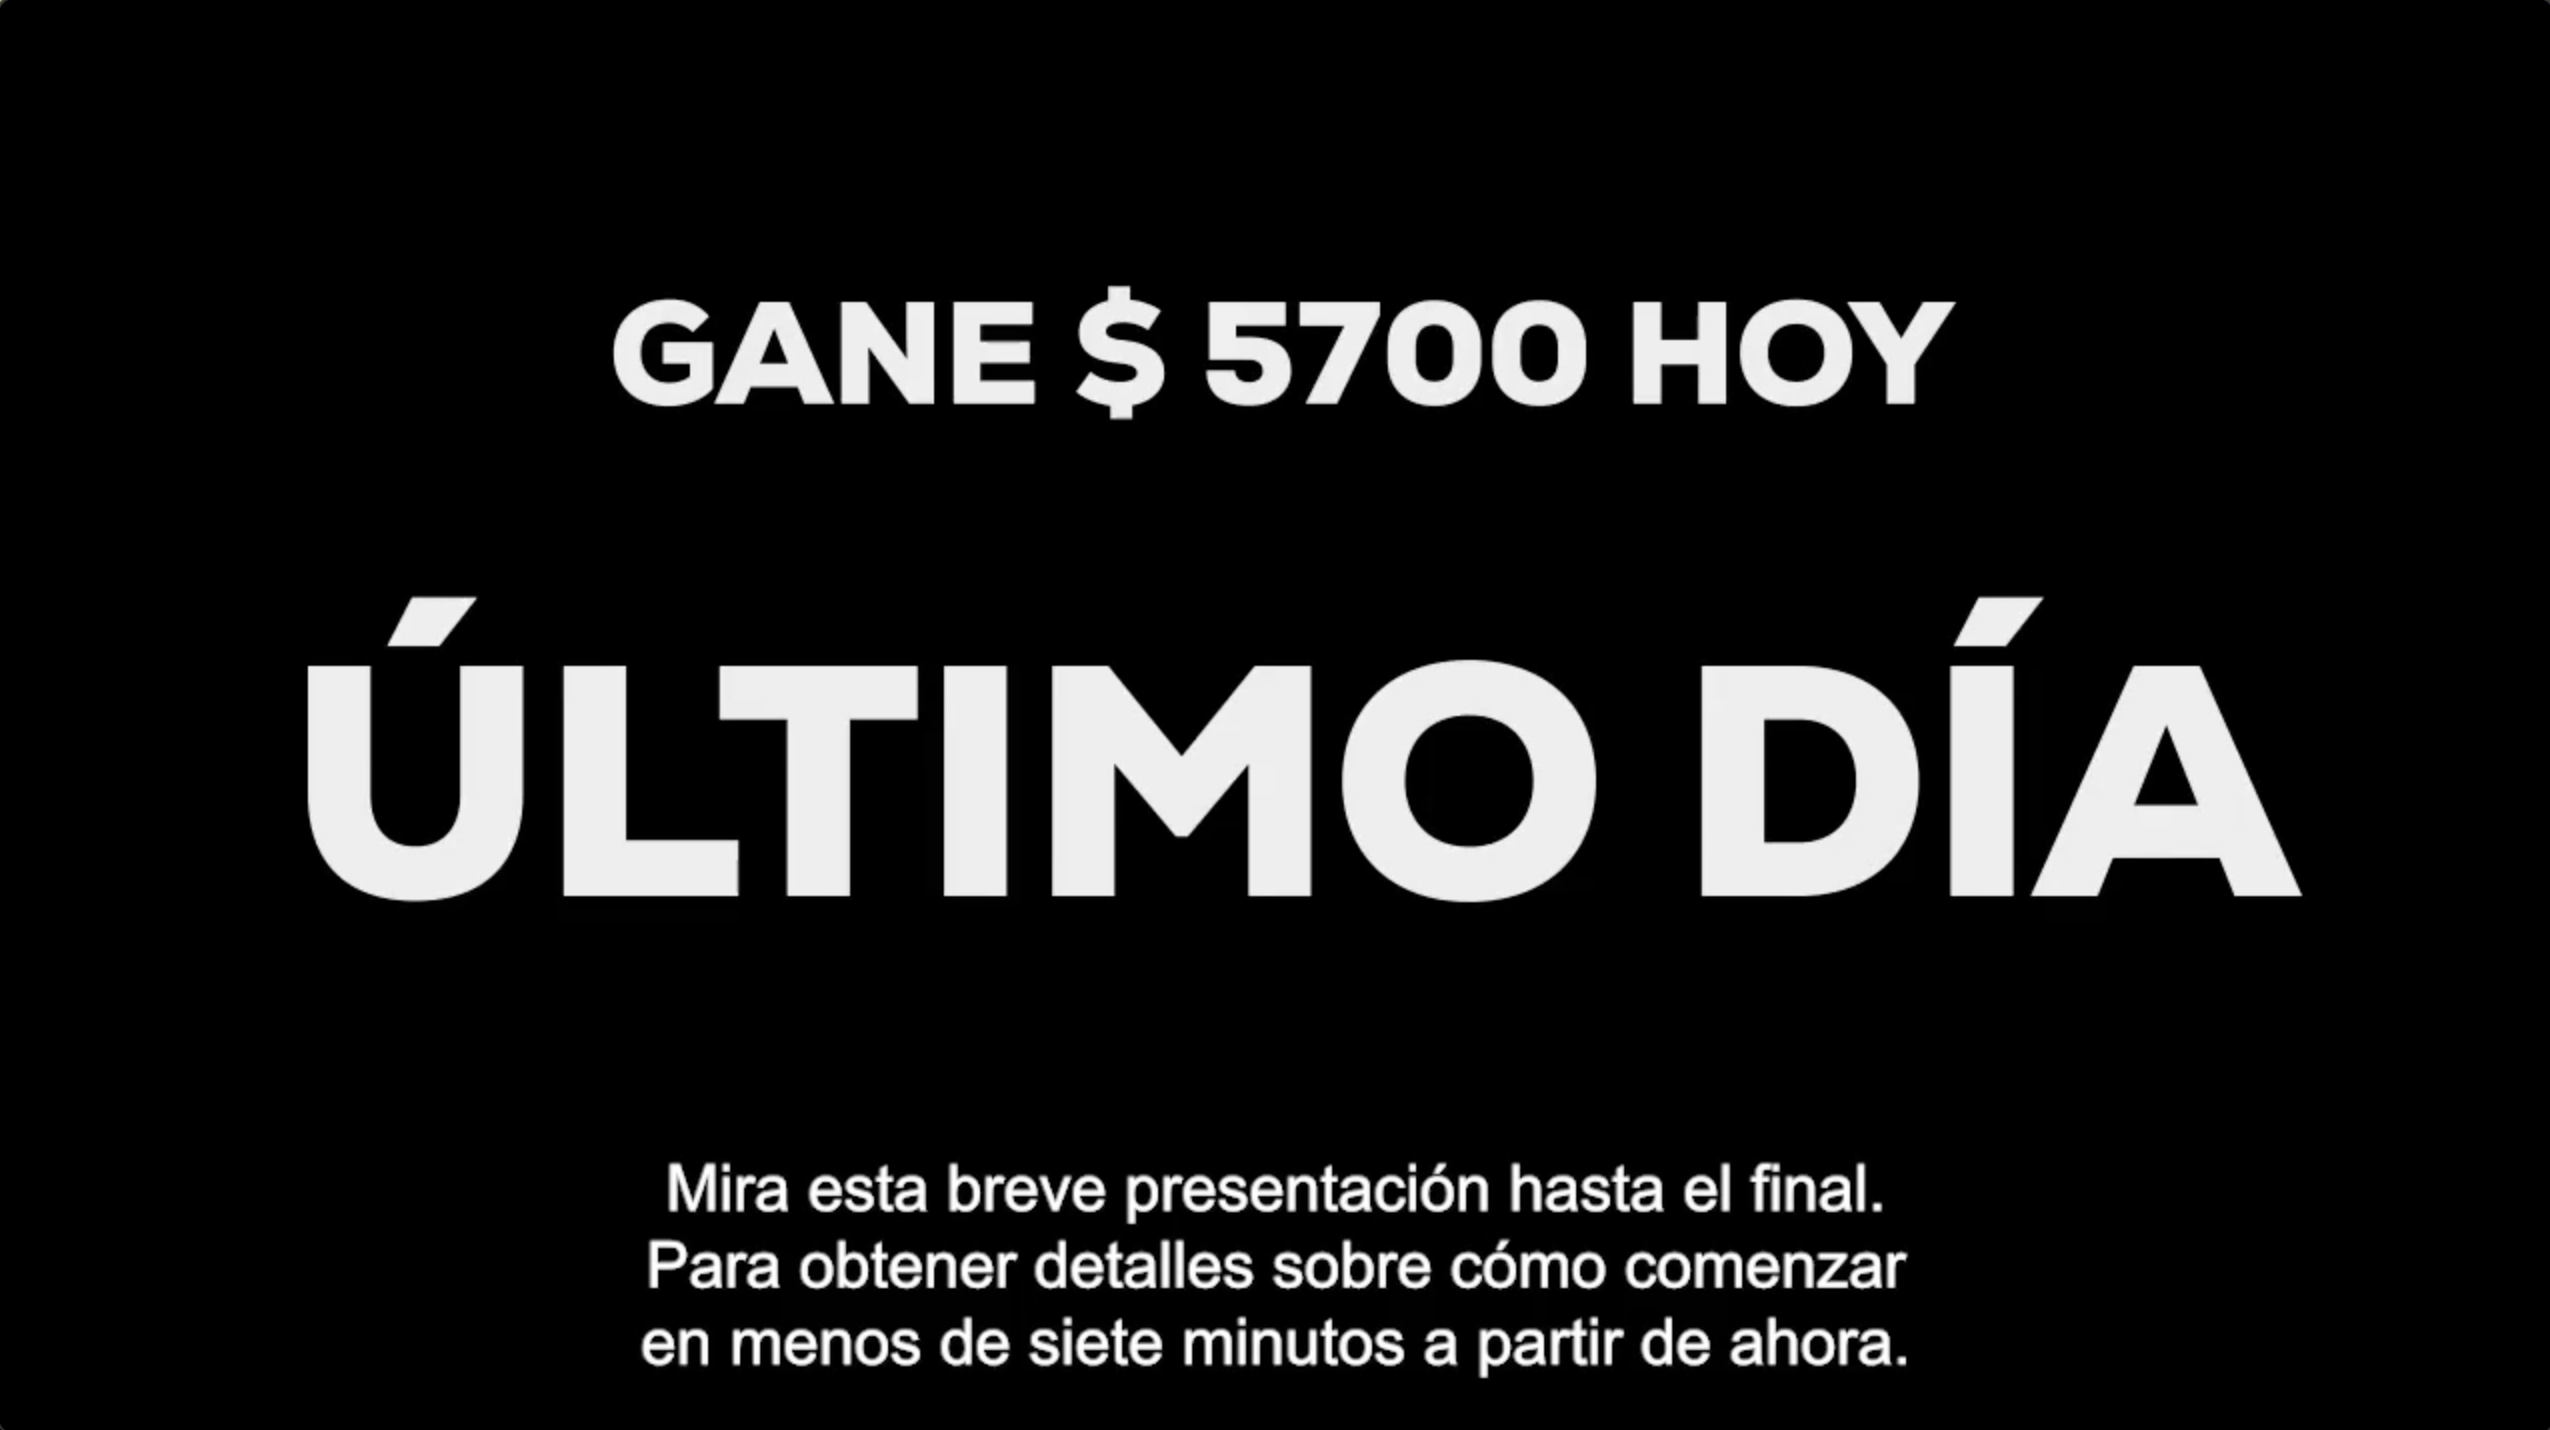 GANE $ 5700 HOY
ÚLTIMO DÍA
Mira esta breve presentación hasta el final.
Para obtener detalles sobre cómo comenzar
en menos de siete minutos a partir de ahora.